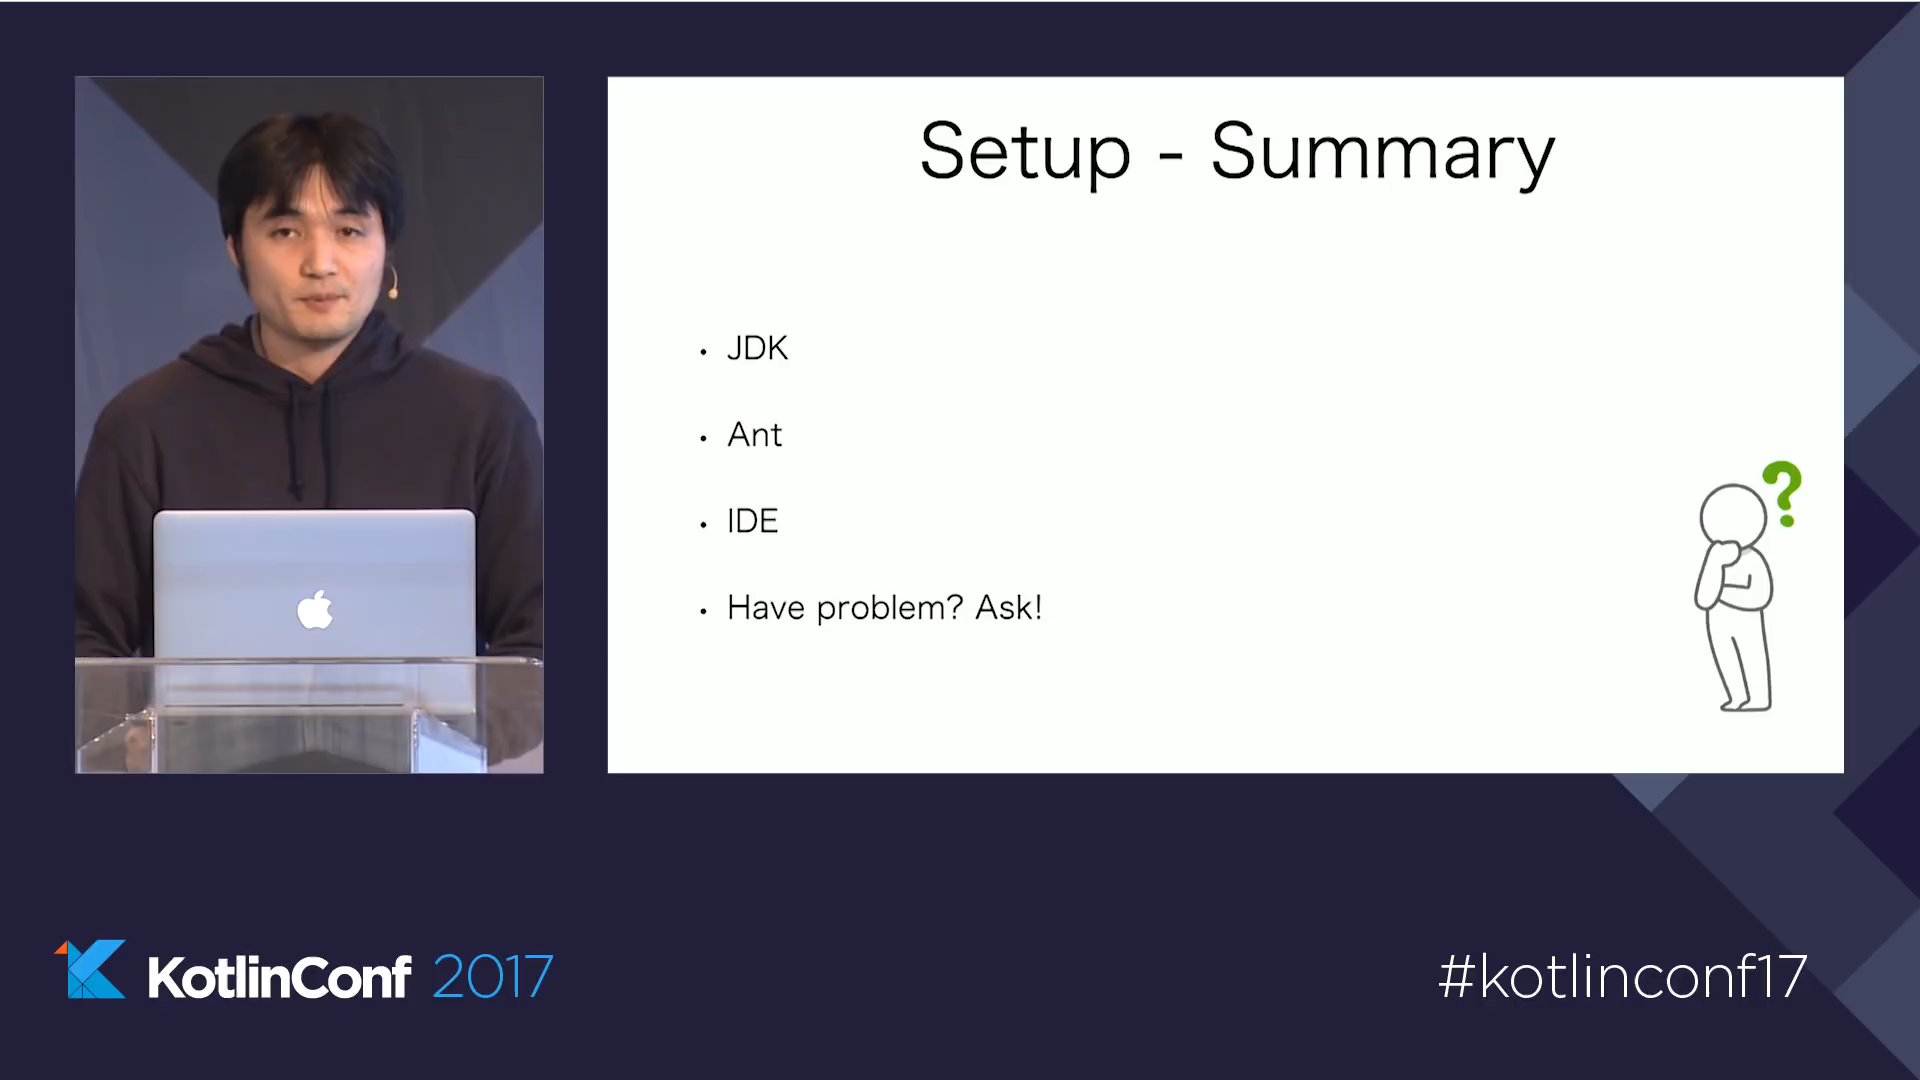 Setup - Summary
• JDK
• Ant
• IDE
• Have problem? Ask!
?
KotlinConf 2017
#kotlinconf17